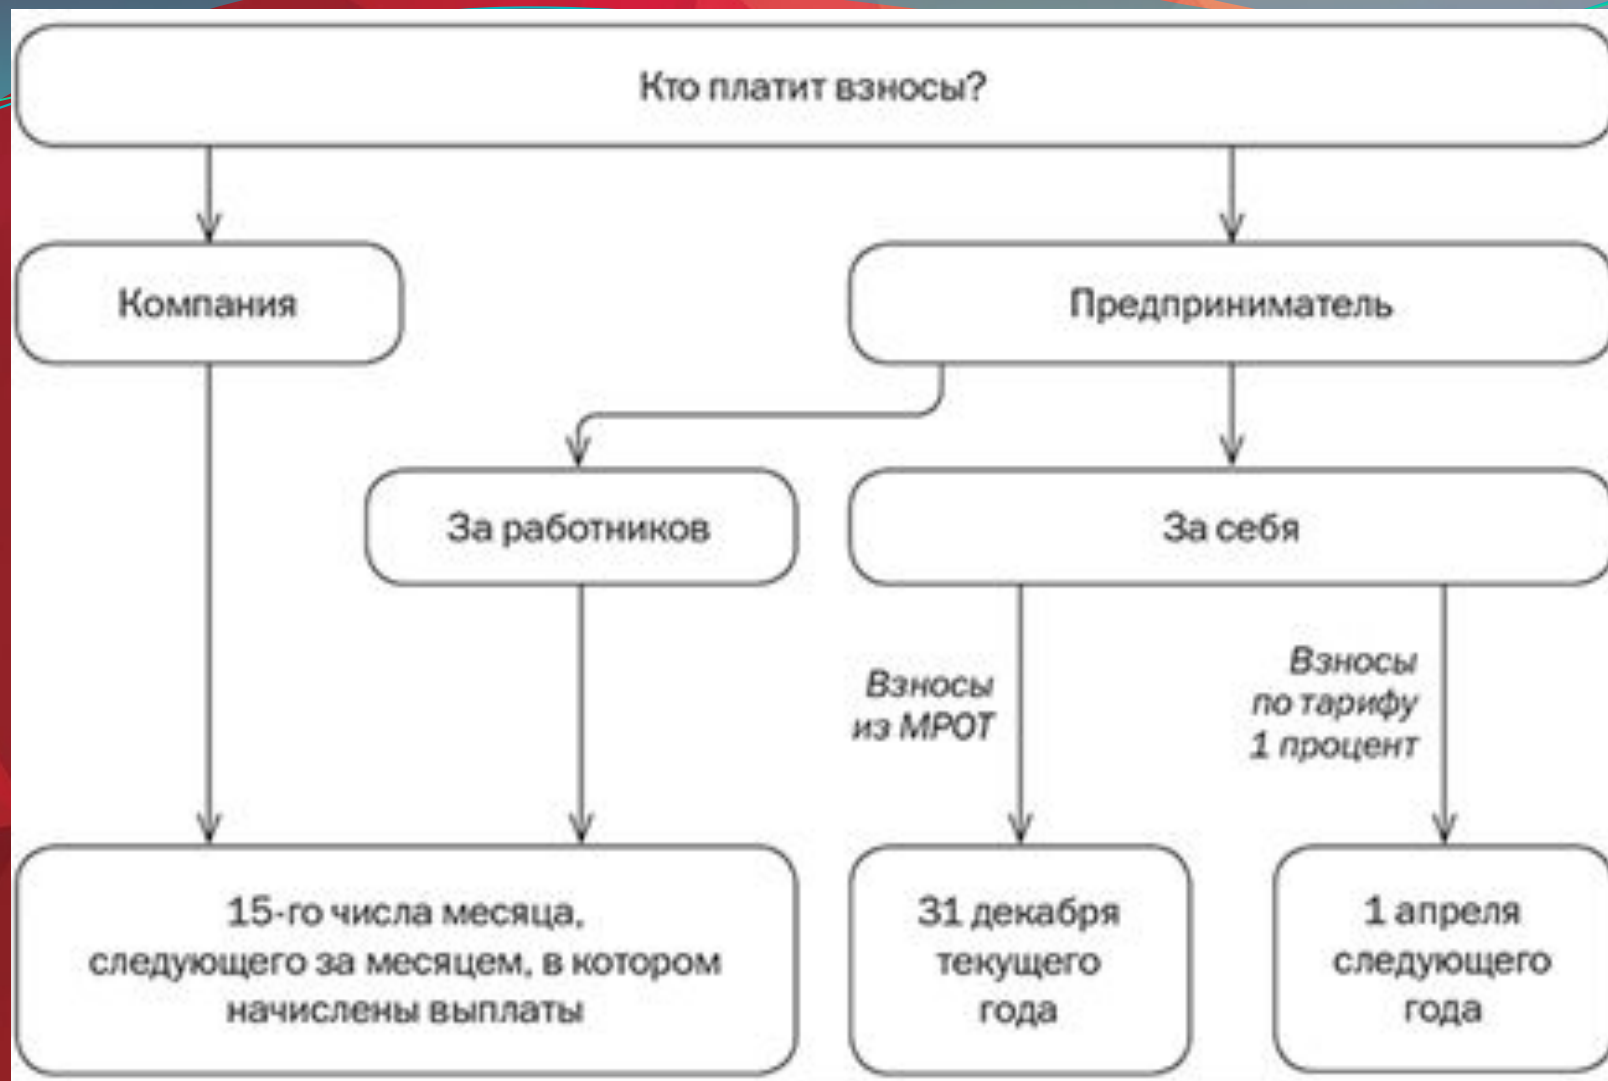 Кто платит взносы?
Компания
Предприниматель
За работников
За себя
Взносы
из МРОТ
Взносы
по тарифу
1 процент
15-го числа месяца,
следующего за месяцем, в котором
начислены выплаты
31 декабря
текущего
года
1 апреля
следующего
года